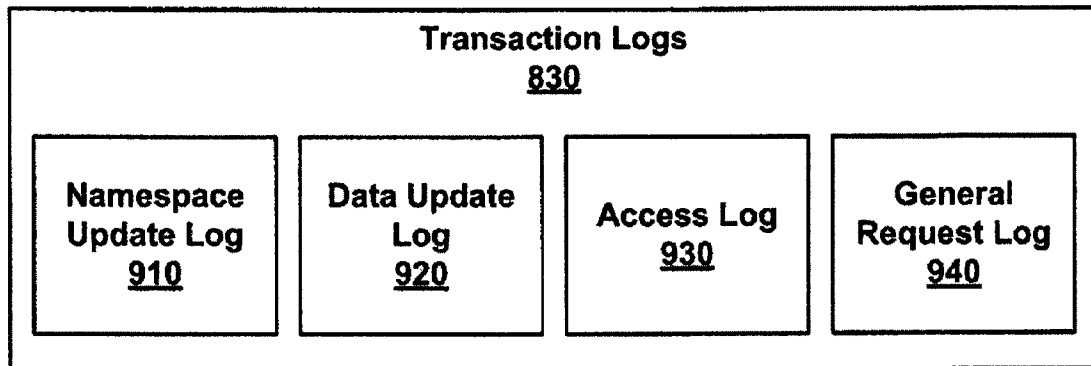 Transaction Logs
830
Namespace
Update Log
910
Data Update
Log
920
Access Log
930
General
Request Log
940